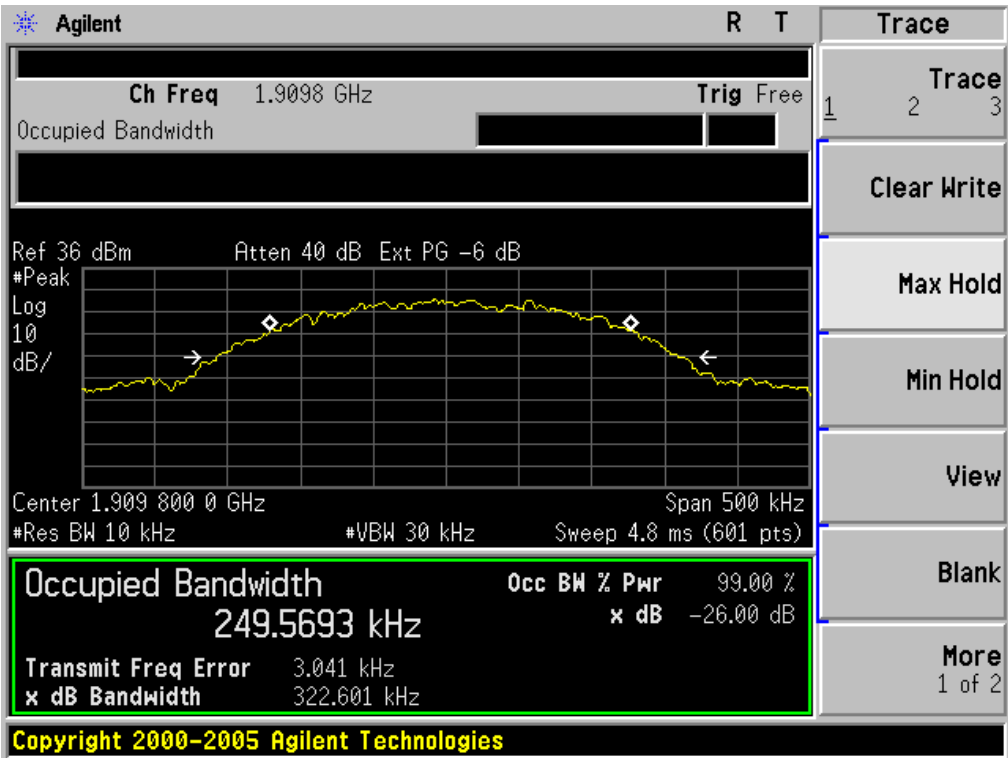 Agilent R T Trace
Ch Freq 1.9098 GHz Trig Free
Occupied Bandwidth
Trace
1 2 3
Clear Write
Max Hold
Min Hold
View
Blank
More
1 of 2
Ref 36 dBm Atten 40 dB Ext PG -6 dB
#Peak
Log
10
dB/
Center 1.909 800 0 GHz Span 500 kHz
#Res BW 10 kHz #VBW 30 kHz Sweep 4.8 ms (601 pts)
Occupied Bandwidth Occ BW % Pwr 99.00 %
249.5693 kHz x dB -26.00 dB
Transmit Freq Error 3.041 kHz
x dB Bandwidth 322.601 kHz
Copyright 2000-2005 Agilent Technologies